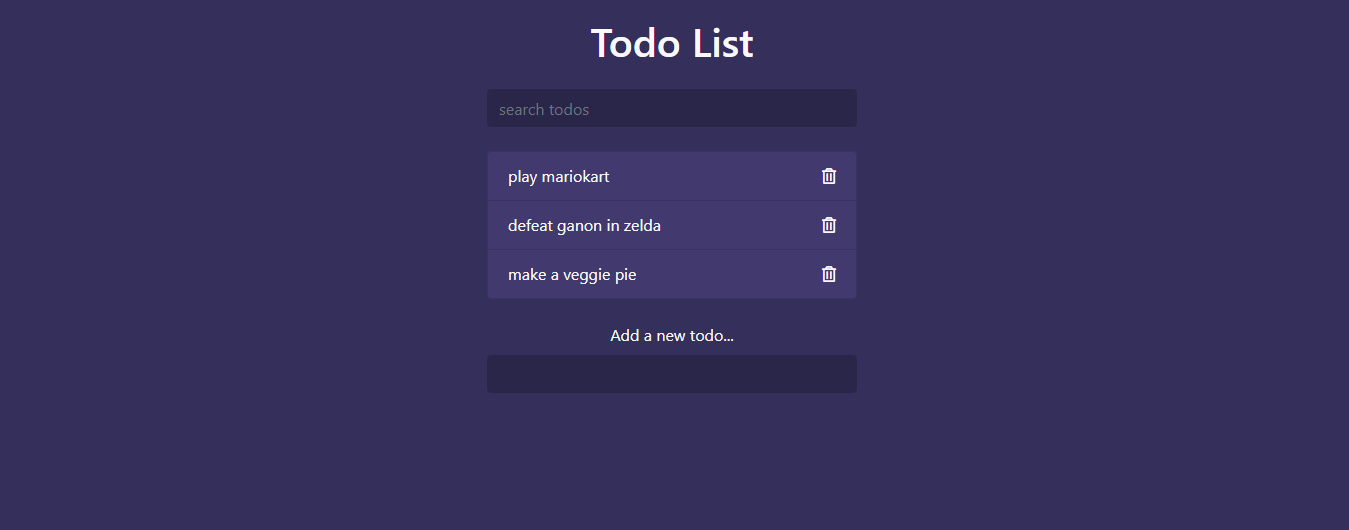 Todo List
search todos
play mariokart
defeat ganon in zelda
make a veggie pie
Add a new todo...